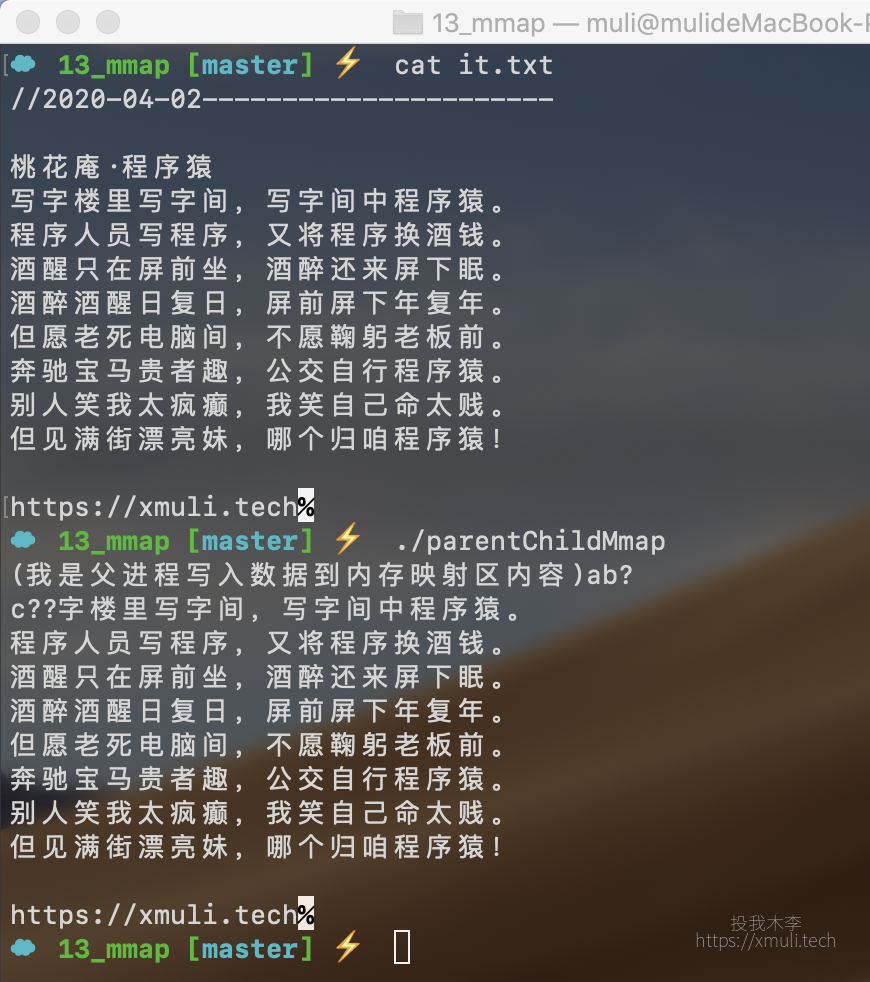 13_mmap — muli@mulideMacBook-P
13_mmap [master] ⚡ cat it.txt
//2020-04-02----------------------
桃花庵·程序猿
写字楼里写字间，写字间中程序猿。
程序人员写程序，又将程序换酒钱。
酒醒只在屏前坐，酒醉还来屏下眠。
酒醉酒醒日复日，屏前屏下年复年。
但愿老死电脑间，不愿鞠躬老板前。
奔驰宝马贵者趣，公交自行程序猿。
别人笑我太疯癫，我笑自己命太贱。
但见满街漂亮妹，哪个归咱程序猿!
https://xmuli.tech%
13_mmap [master] ⚡ ./parentChildMmap
(我是父进程写入数据到内存映射区内容)ab?
c??字楼里写字间，写字间中程序猿。
程序人员写程序，又将程序换酒钱。
酒醒只在屏前坐，酒醉还来屏下眠。
酒醉酒醒日复日，屏前屏下年复年。
但愿老死电脑间，不愿鞠躬老板前。
奔驰宝马贵者趣，公交自行程序猿。
别人笑我太疯癫，我笑自己命太贱。
但见满街漂亮妹，哪个归咱程序猿!
https://xmuli.tech%
13_mmap [master] ⚡
投我木李
https://xmuli.tech